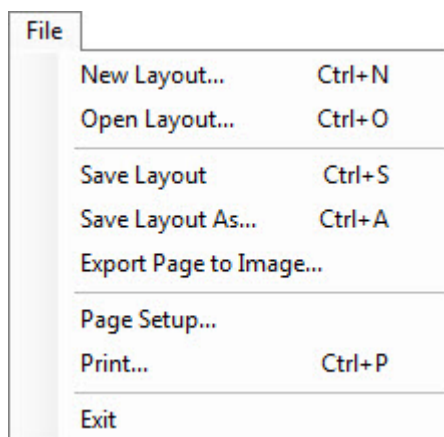 File
New Layout... Ctrl+N
Open Layout... Ctrl+O
Save Layout Ctrl+S
Save Layout As... Ctrl+A
Export Page to Image...
Page Setup...
Print... Ctrl+P
Exit